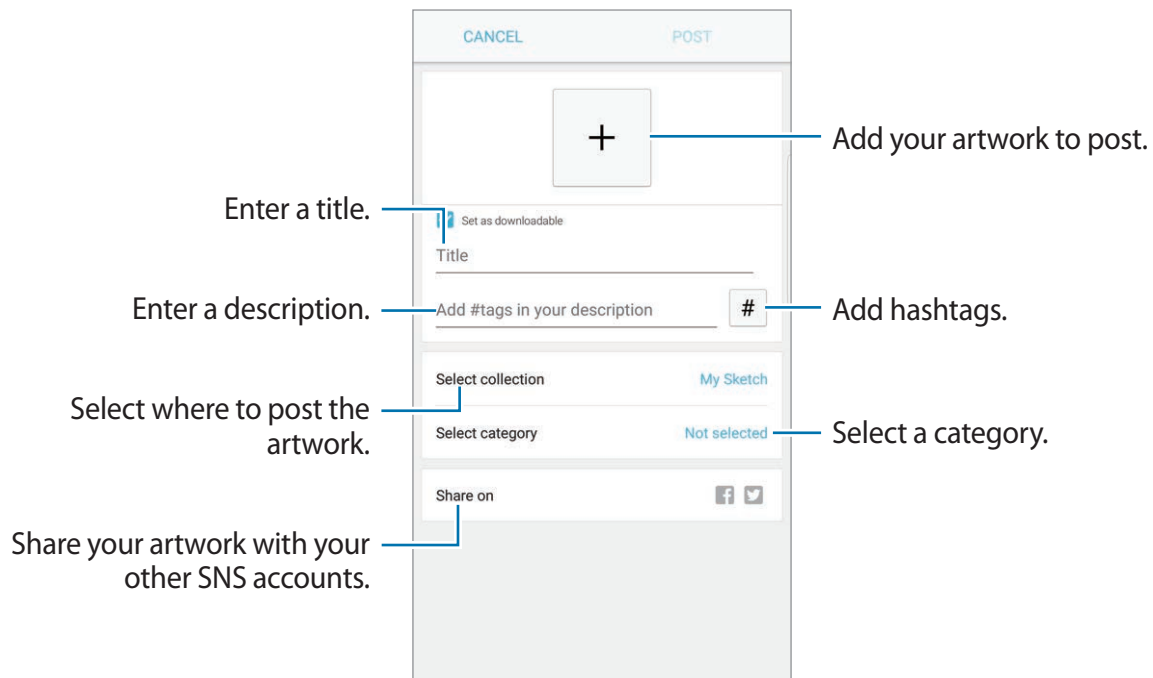 CANCEL
POST
+
Add your artwork to post.
Enter a title.
Set as downloadable
Title
Enter a description.
Add #tags in your description
#
Add hashtags.
Select collection
My Sketch
Select where to post the
artwork.
Select category
Not selected
Select a category.
Share on
Share your artwork with your
other SNS accounts.